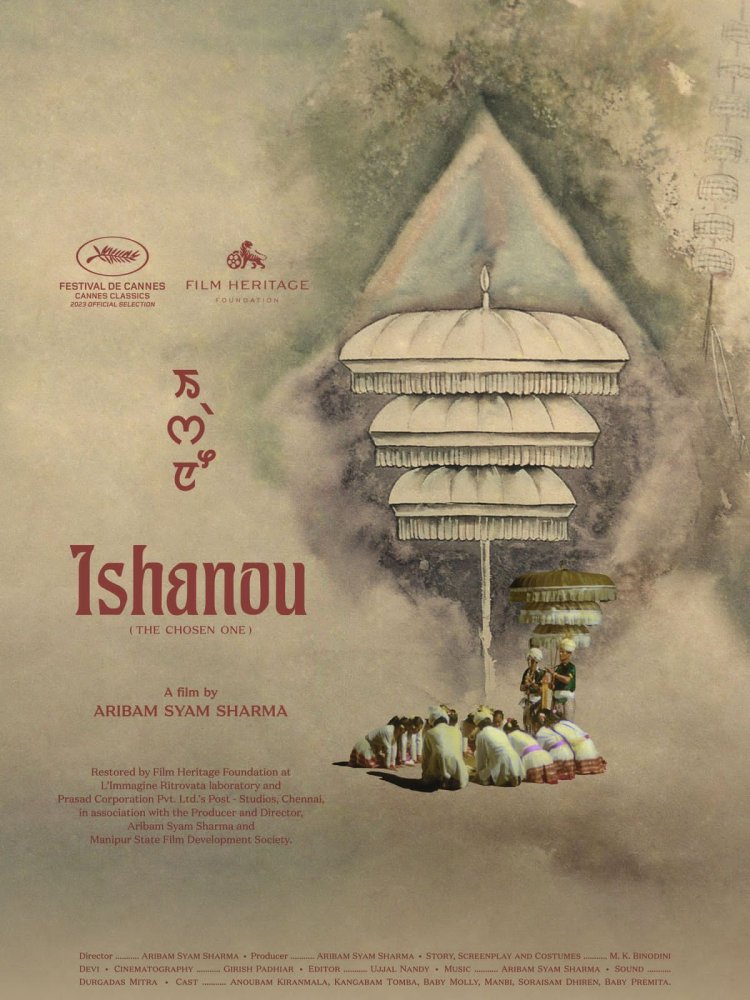 FESTIVAL DE CANNES
CANNES CLASSICS
2023 OFFICIAL SELECTION
FILM HERITAGE
FOUNDATION
Ishanou
(THE CHOSEN ONE)
A film by
ARIBAM SYAM SHARMA
Restored by Film Heritage Foundation at
L'Immagine Ritrovata laboratory and
Prasad Corporation Pvt. Ltd.'s Post - Studios, Chennai,
in association with the Producer and Director,
Aribam Syam Sharma and
Manipur State Film Development Society.
Director ........... ARIBAM SYAM SHARMA • Producer ........... ARIBAM SYAM SHARMA • STORY, SCREENPLAY AND COSTUMES ........... M. K. BINODINI
DEVI • CINEMATOGRAPHY ........... GIRISH PADHIAR • EDITOR ........... UJJAL NANDY • MUSIC ........... ARIBAM SYAM SHARMA • SOUND ...........
DURGADAS MITRA • CAST ........... ANOUBAM KIRANMALA, KANGABAM TOMBA, BABY MOLLY, MANBI, SORAISAM DHIREN, BABY PREMITA.